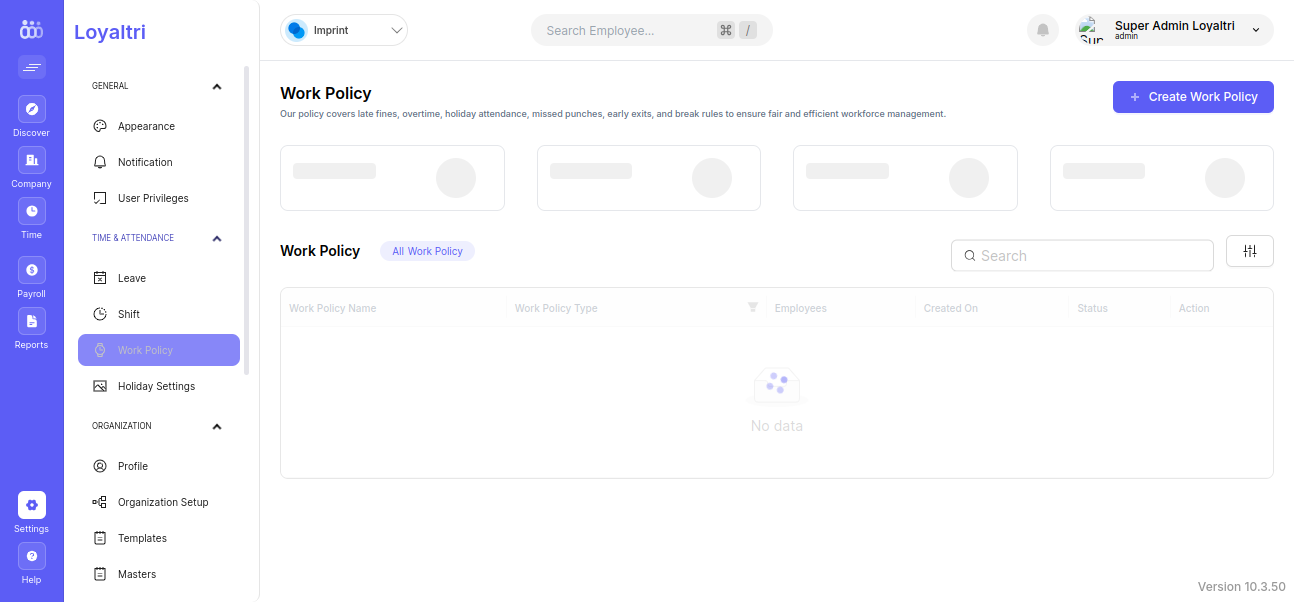 Loyaltri
Imprint
Search Employee...
⌘ /
Super Admin Loyaltri
admin
Discover
Company
Time
Payroll
Reports
Settings
Help
GENERAL
Appearance
Notification
User Privileges
TIME & ATTENDANCE
Leave
Shift
Work Policy
Holiday Settings
ORGANIZATION
Profile
Organization Setup
Templates
Masters
Work Policy
Our policy covers late fines, overtime, holiday attendance, missed punches, early exits, and break rules to ensure fair and efficient workforce management.
+ Create Work Policy
Work Policy
All Work Policy
Search
Work Policy Name Work Policy Type Employees Created On Status Action
No data
Version 10.3.50